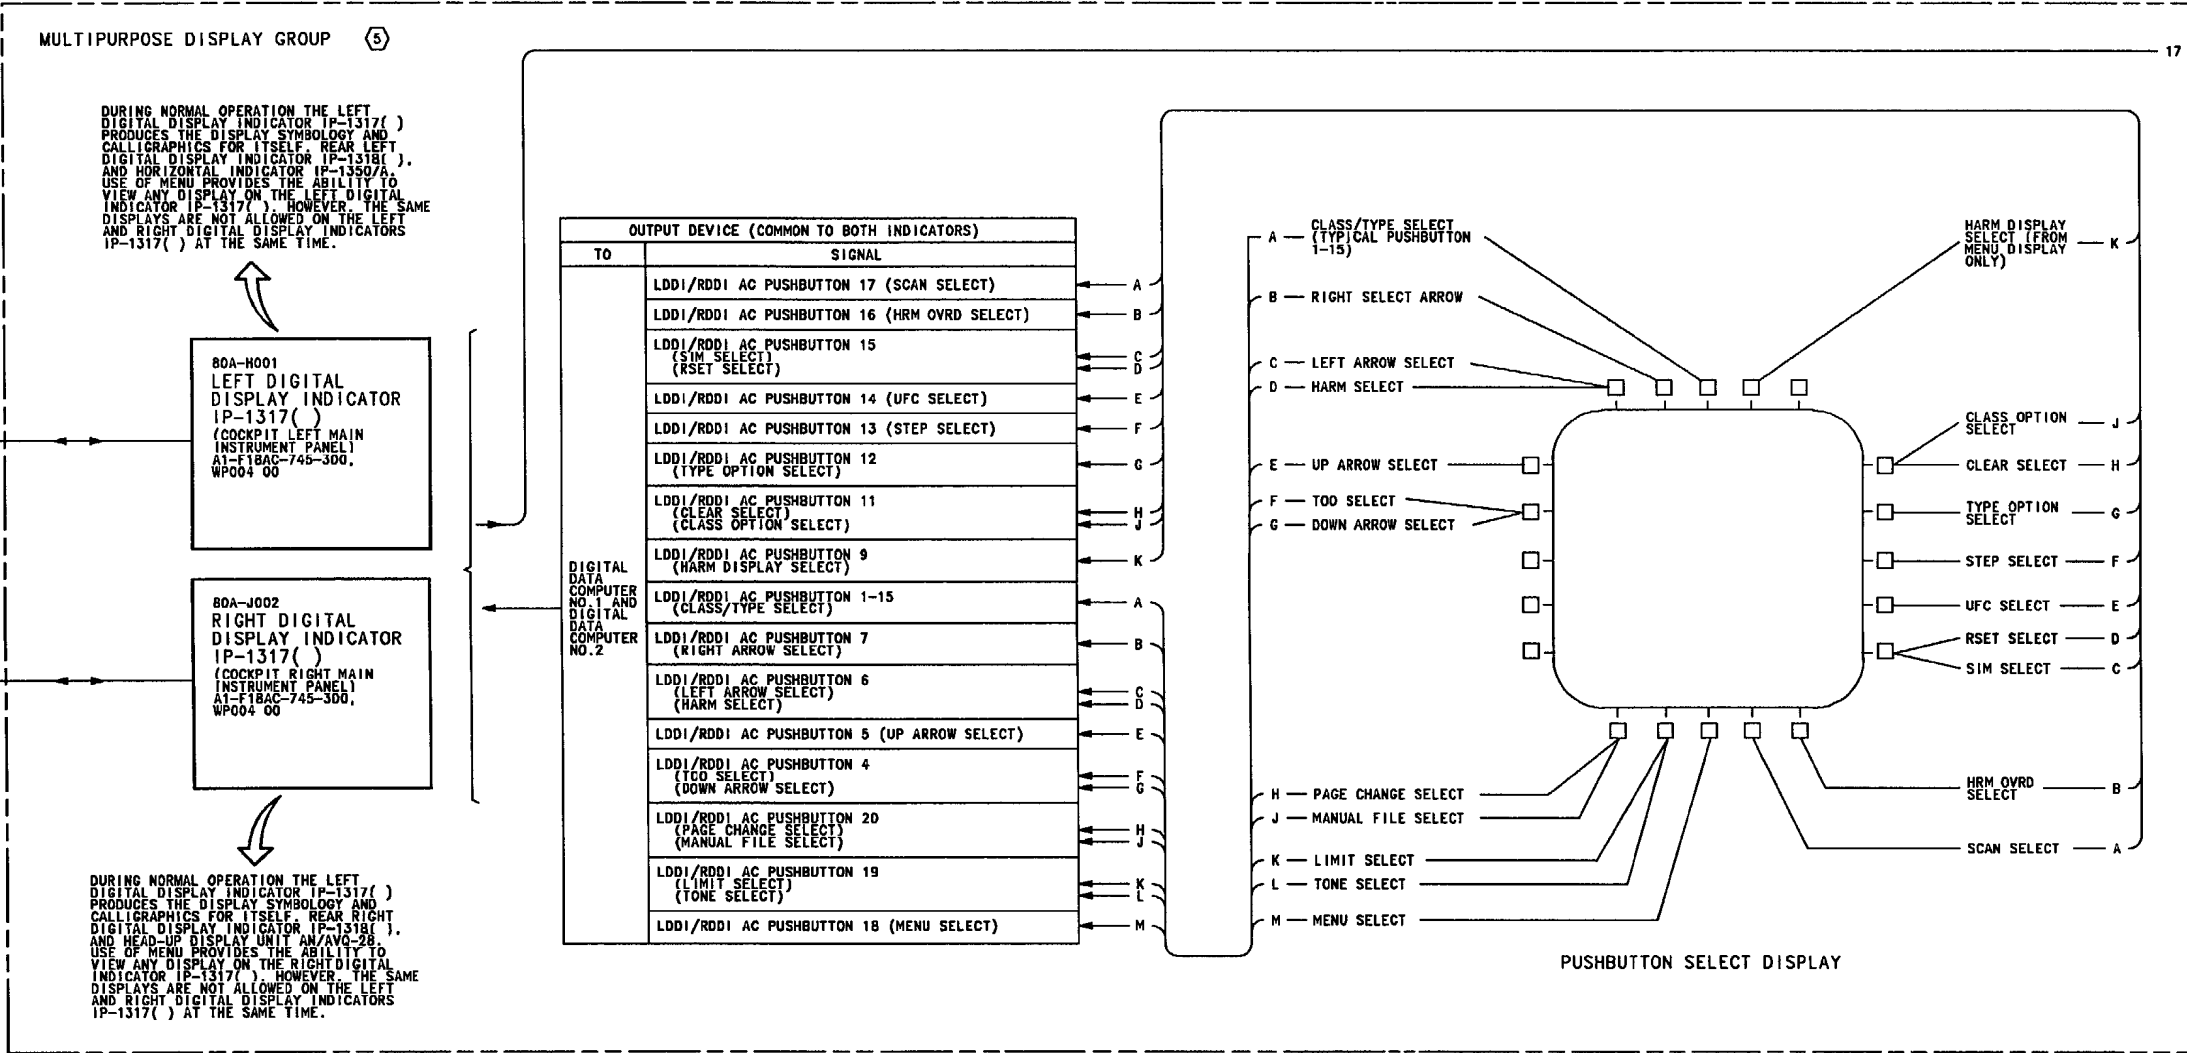 MULTIPURPOSE DISPLAY GROUP 5
17
DURING NORMAL OPERATION THE LEFT
DIGITAL DISPLAY INDICATOR IP-1317( )
PRODUCES THE DISPLAY SYMBOLOGY AND
CALLIGRAPHICS FOR ITSELF. REAR LEFT
DIGITAL DISPLAY INDICATOR IP-1318( ),
AND HORIZONTAL INDICATOR IP-1350/A.
USE OF MENU PROVIDES THE ABILITY TO
VIEW ANY DISPLAY ON THE LEFT DIGITAL
INDICATOR IP-1317( ). HOWEVER, THE SAME
DISPLAYS ARE NOT ALLOWED ON THE LEFT
AND RIGHT DIGITAL DISPLAY INDICATORS
IP-1317( ) AT THE SAME TIME.
80A-H001
LEFT DIGITAL
DISPLAY INDICATOR
IP-1317( )
(COCKPIT LEFT MAIN
INSTRUMENT PANEL)
A1-F18AC-745-300,
WP004 00
80A-J002
RIGHT DIGITAL
DISPLAY INDICATOR
IP-1317( )
(COCKPIT RIGHT MAIN
INSTRUMENT PANEL)
A1-F18AC-745-300,
WP004 00
DURING NORMAL OPERATION THE LEFT
DIGITAL DISPLAY INDICATOR IP-1317( )
PRODUCES THE DISPLAY SYMBOLOGY AND
CALLIGRAPHICS FOR ITSELF. REAR RIGHT
DIGITAL DISPLAY INDICATOR IP-1318( ),
AND HEAD-UP DISPLAY UNIT AN/AVQ-28.
USE OF MENU PROVIDES THE ABILITY TO
VIEW ANY DISPLAY ON THE RIGHT DIGITAL
INDICATOR IP-1317( ). HOWEVER, THE SAME
DISPLAYS ARE NOT ALLOWED ON THE LEFT
AND RIGHT DIGITAL DISPLAY INDICATORS
IP-1317( ) AT THE SAME TIME.
OUTPUT DEVICE (COMMON TO BOTH INDICATORS)
TO SIGNAL
DIGITAL
DATA
COMPUTER
NO.1 AND
DIGITAL
DATA
COMPUTER
NO.2
LDDI/RDDI AC PUSHBUTTON 17 (SCAN SELECT) A
LDDI/RDDI AC PUSHBUTTON 16 (HRM OVRD SELECT) B
LDDI/RDDI AC PUSHBUTTON 15
(SIM SELECT) C
(RSET SELECT) D
LDDI/RDDI AC PUSHBUTTON 14 (UFC SELECT) E
LDDI/RDDI AC PUSHBUTTON 13 (STEP SELECT) F
LDDI/RDDI AC PUSHBUTTON 12
(TYPE OPTION SELECT) G
LDDI/RDDI AC PUSHBUTTON 11
(CLEAR SELECT) H
(CLASS OPTION SELECT) J
LDDI/RDDI AC PUSHBUTTON 9
(HARM DISPLAY SELECT) K
LDDI/RDDI AC PUSHBUTTON 1-15
(CLASS/TYPE SELECT) A
LDDI/RDDI AC PUSHBUTTON 7
(RIGHT ARROW SELECT) B
LDDI/RDDI AC PUSHBUTTON 6
(LEFT ARROW SELECT) C
(HARM SELECT) D
LDDI/RDDI AC PUSHBUTTON 5 (UP ARROW SELECT) E
LDDI/RDDI AC PUSHBUTTON 4
(TOO SELECT) F
(DOWN ARROW SELECT) G
LDDI/RDDI AC PUSHBUTTON 20
(PAGE CHANGE SELECT) H
(MANUAL FILE SELECT) J
LDDI/RDDI AC PUSHBUTTON 19
(LIMIT SELECT) K
(TONE SELECT) L
LDDI/RDDI AC PUSHBUTTON 18 (MENU SELECT) M
A CLASS/TYPE SELECT
(TYPICAL PUSHBUTTON
1-15)
B RIGHT SELECT ARROW
C LEFT ARROW SELECT
D HARM SELECT
E UP ARROW SELECT
F TOO SELECT
G DOWN ARROW SELECT
H PAGE CHANGE SELECT
J MANUAL FILE SELECT
K LIMIT SELECT
L TONE SELECT
M MENU SELECT
HARM DISPLAY
SELECT (FROM
MENU DISPLAY
ONLY) K
CLASS OPTION
SELECT J
CLEAR SELECT H
TYPE OPTION
SELECT G
STEP SELECT F
UFC SELECT E
RSET SELECT D
SIM SELECT C
HRM OVRD
SELECT B
SCAN SELECT A
PUSHBUTTON SELECT DISPLAY